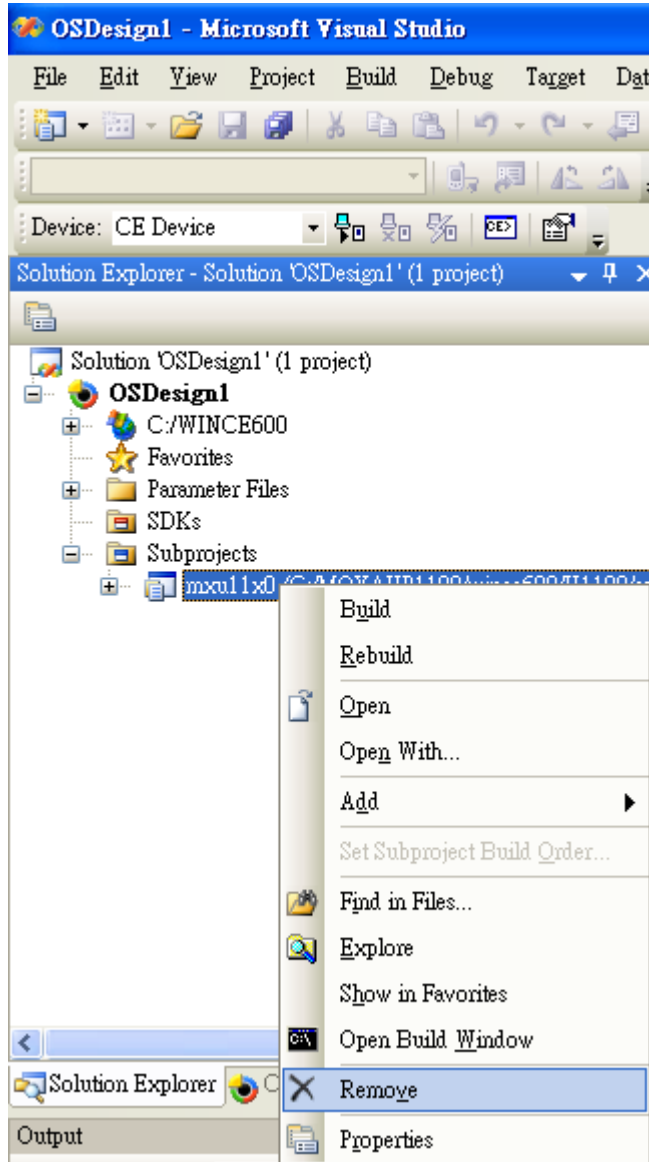 OSDesign1 - Microsoft Visual Studio
File Edit View Project Build Debug Target Dat
Device: CE Device CE>
Solution Explorer - Solution 'OSDesign1' (1 project)
Solution 'OSDesign1' (1 project)
OSDesign1
C:/WINCE600
Favorites
Parameter Files
SDKs
Subprojects
mxu11x0
Build
Rebuild
Open
Open With...
Add
Set Subproject Build Order...
Find in Files...
Explore
Show in Favorites
Open Build Window
Solution Explorer C
Remove
Output
Properties